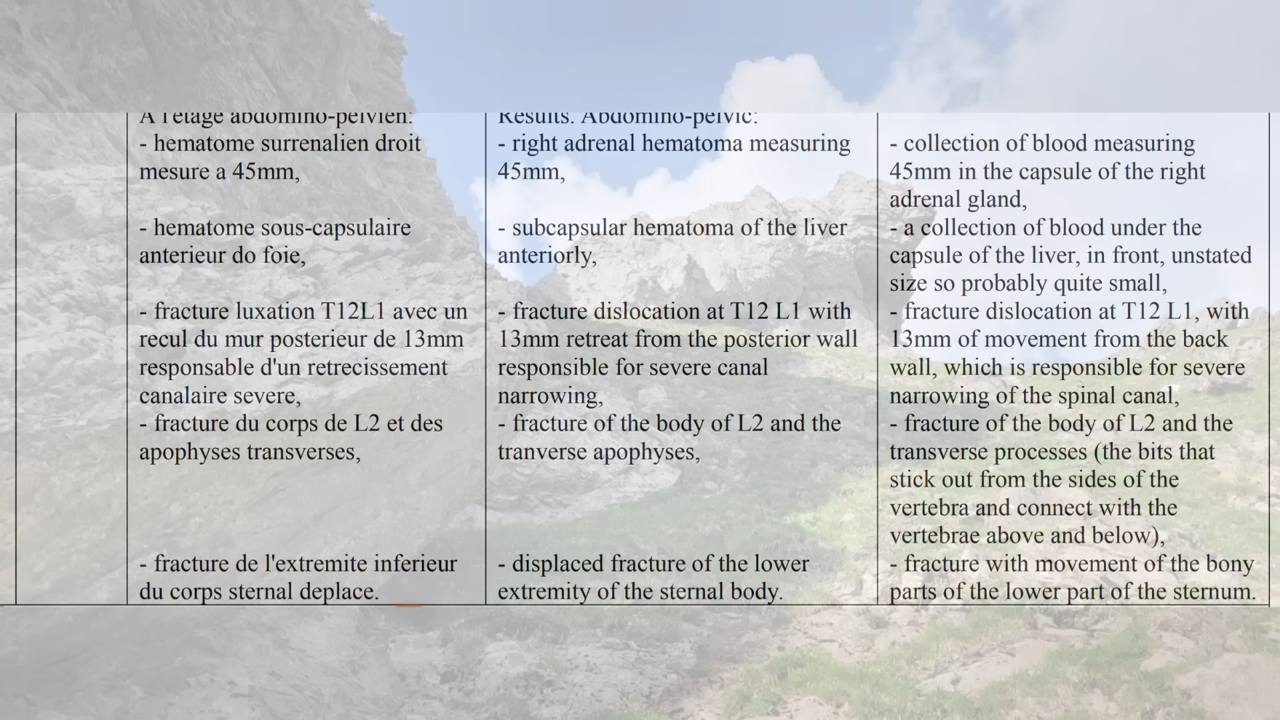 A l'etage abdomino-pelvien:
- hematome surrenalien droit
mesure a 45mm,
- hematome sous-capsulaire
anterieur do foie,
- fracture luxation T12L1 avec un
recul du mur posterieur de 13mm
responsable d'un retrecissement
canalaire severe,
- fracture du corps de L2 et des
apophyses transverses,
- fracture de l'extremite inferieur
du corps sternal deplace.
Results. Abdomino-pelvic:
- right adrenal hematoma measuring
45mm,
- subcapsular hematoma of the liver
anteriorly,
- fracture dislocation at T12 L1 with
13mm retreat from the posterior wall
responsible for severe canal
narrowing,
- fracture of the body of L2 and the
tranverse apophyses,
- displaced fracture of the lower
extremity of the sternal body.
- collection of blood measuring
45mm in the capsule of the right
adrenal gland,
- a collection of blood under the
capsule of the liver, in front, unstated
size so probably quite small,
- fracture dislocation at T12 L1, with
13mm of movement from the back
wall, which is responsible for severe
narrowing of the spinal canal,
- fracture of the body of L2 and the
transverse processes (the bits that
stick out from the sides of the
vertebra and connect with the
vertebrae above and below),
- fracture with movement of the bony
parts of the lower part of the sternum.